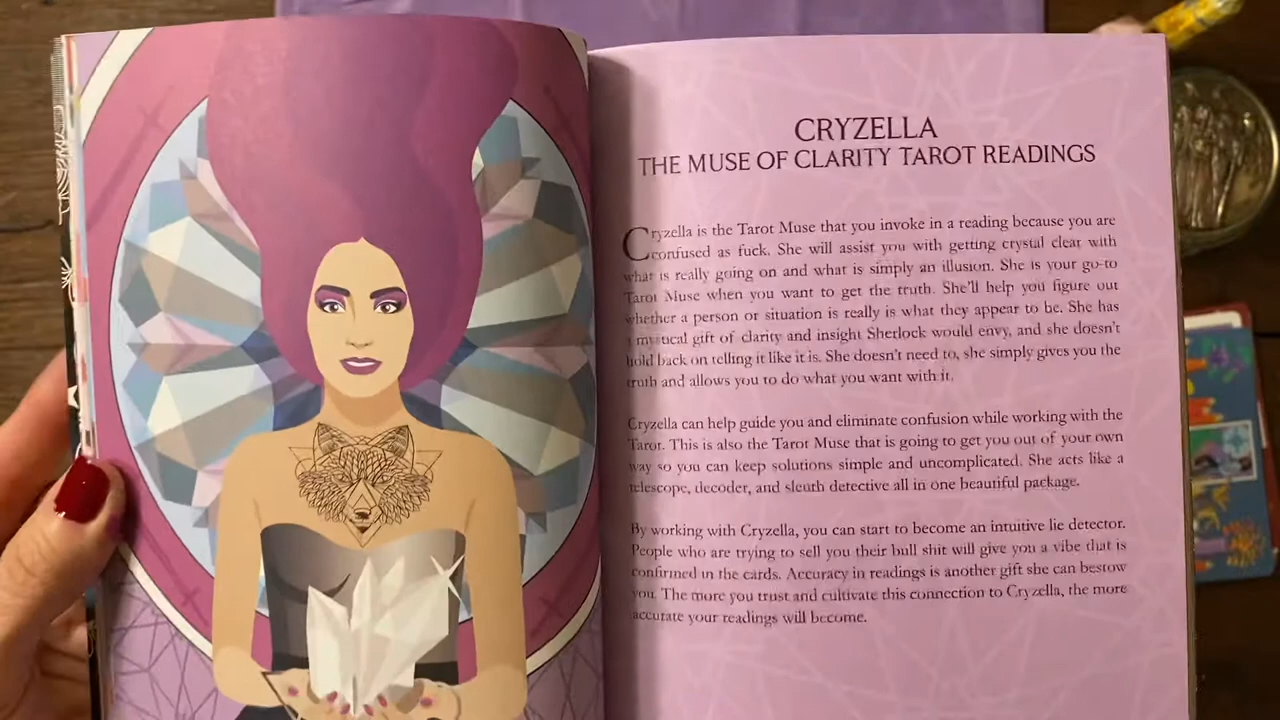 CRYZELLA
THE MUSE OF CLARITY TAROT READINGS
Cryzella is the Tarot Muse that you invoke in a reading because you are
confused as fuck. She will assist you with getting crystal clear with
what is really going on and what is simply an illusion. She is your go-to
Tarot Muse when you want to get the truth. She'll help you figure out
whether a person or situation is really is what they appear to be. She has
a mystical gift of clarity and insight Sherlock would envy, and she doesn't
hold back on telling it like it is. She doesn't need to, she simply gives you the
truth and allows you to do what you want with it.
Cryzella can help guide you and eliminate confusion while working with the
Tarot. This is also the Tarot Muse that is going to get you out of your own
way so you can keep solutions simple and uncomplicated. She acts like a
telescope, decoder, and sleuth detective all in one beautiful package.
By working with Cryzella, you can start to become an intuitive lie detector.
People who are trying to sell you their bull shit will give you a vibe that is
confirmed in the cards. Accuracy in readings is another gift she can bestow
you. The more you trust and cultivate this connection to Cryzella, the more
accurate your readings will become.